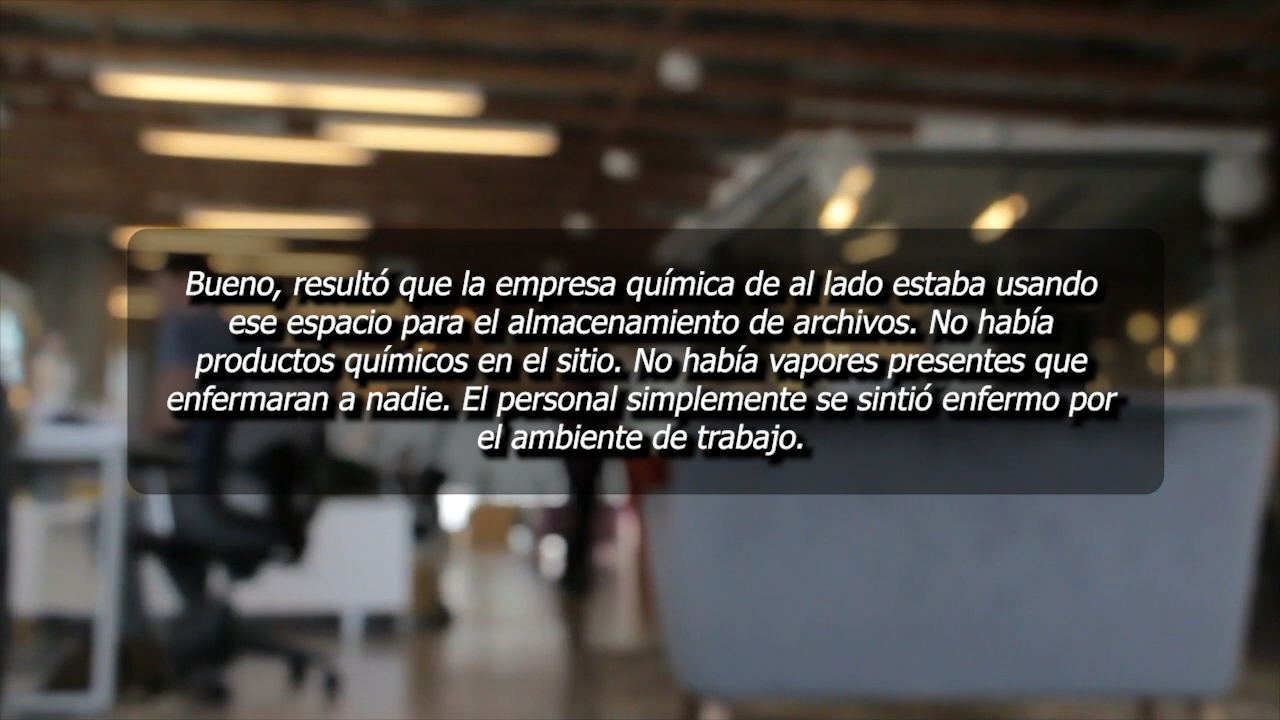 Bueno, resultó que la empresa química de al lado estaba usando
ese espacio para el almacenamiento de archivos. No había
productos químicos en el sitio. No había vapores presentes que
enfermaran a nadie. El personal simplemente se sintió enfermo por
el ambiente de trabajo.